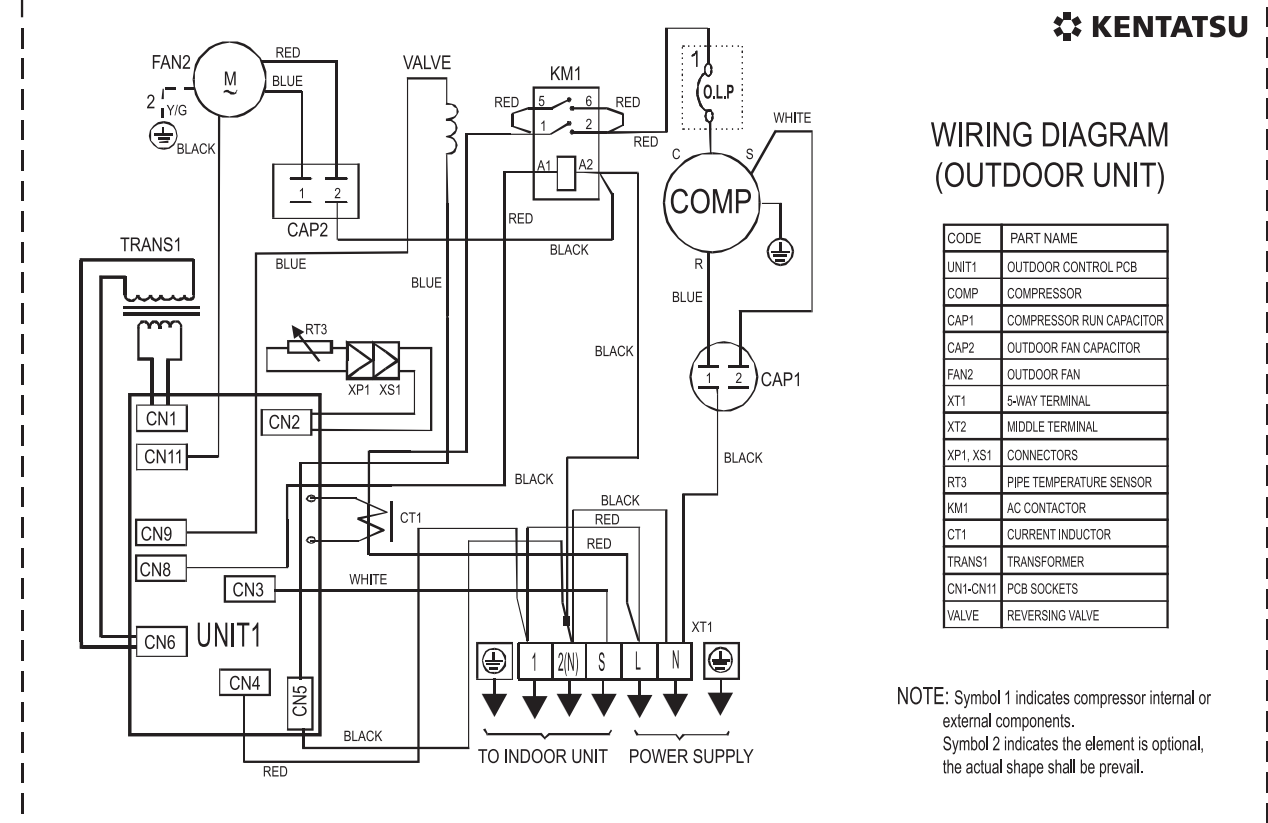 KENTATSU
WIRING DIAGRAM
(OUTDOOR UNIT)
CODE PART NAME
UNIT1 OUTDOOR CONTROL PCB
COMP COMPRESSOR
CAP1 COMPRESSOR RUN CAPACITOR
CAP2 OUTDOOR FAN CAPACITOR
FAN2 OUTDOOR FAN
XT1 5-WAY TERMINAL
XT2 MIDDLE TERMINAL
XP1, XS1 CONNECTORS
RT3 PIPE TEMPERATURE SENSOR
KM1 AC CONTACTOR
CT1 CURRENT INDUCTOR
TRANS1 TRANSFORMER
CN1-CN11 PCB SOCKETS
VALVE REVERSING VALVE
NOTE: Symbol 1 indicates compressor internal or
external components.
Symbol 2 indicates the element is optional,
the actual shape shall be prevail.
FAN2
M
~
RED
BLUE
2
Y/G
BLACK
1 2
CAP2
VALVE
KM1
RED 5 6 RED
1 2
RED
A1 A2
RED
BLACK
1
O.L.P
WHITE
C S
COMP
R
BLUE
1 2 CAP1
BLACK
TRANS1
BLUE
BLUE
RT3
XP1 XS1
BLACK
CN1
CN2
CN11
BLACK
BLACK
RED
CT1
RED
CN9
CN8
CN3
WHITE
CN6
UNIT1
CN4
CN5
XT1
1 2(N) S L N
BLACK
RED
TO INDOOR UNIT POWER SUPPLY